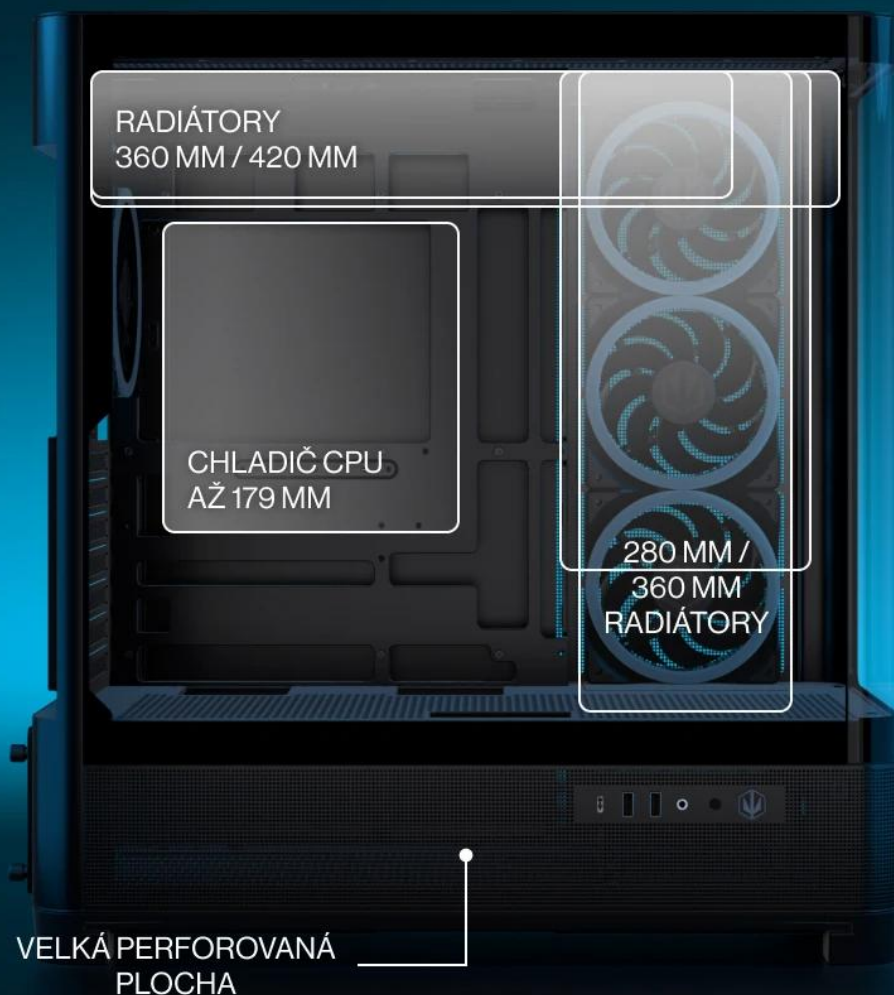 RADIÁTORY
360 MM / 420 MM
CHLADIČ CPU
AŽ 179 MM
280 MM /
360 MM
RADIÁTORY
VELKÁ PERFOROVANÁ
PLOCHA